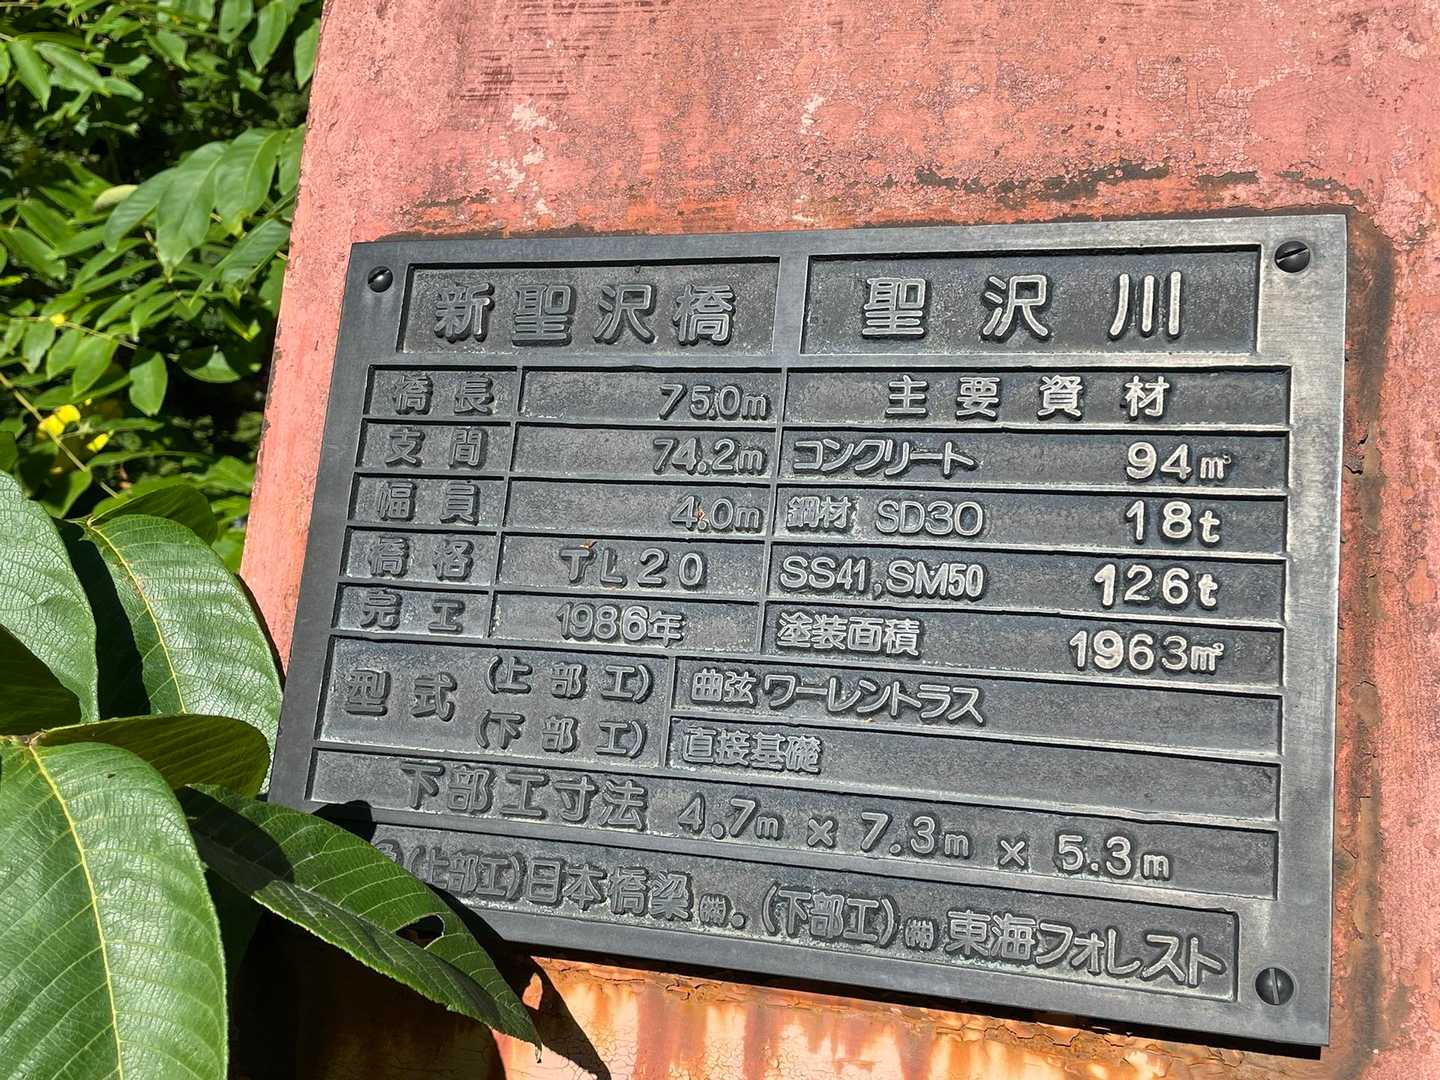 新聖沢橋 聖沢川
橋長 75.0m 主要資材
支間 74.2m コンクリート 94㎥
幅員 4.0m 鋼材 SD30 18t
橋格 TL20 SS41,SM50 126t
完工 1986年 塗装面積 1963㎡
型式 (上部工) 曲弦ワーレントラス
(下部工) 直接基礎
下部工寸法 4.7m × 7.3m × 5.3m
(上部工)日本橋梁㈱.(下部工)㈱東海フォレスト